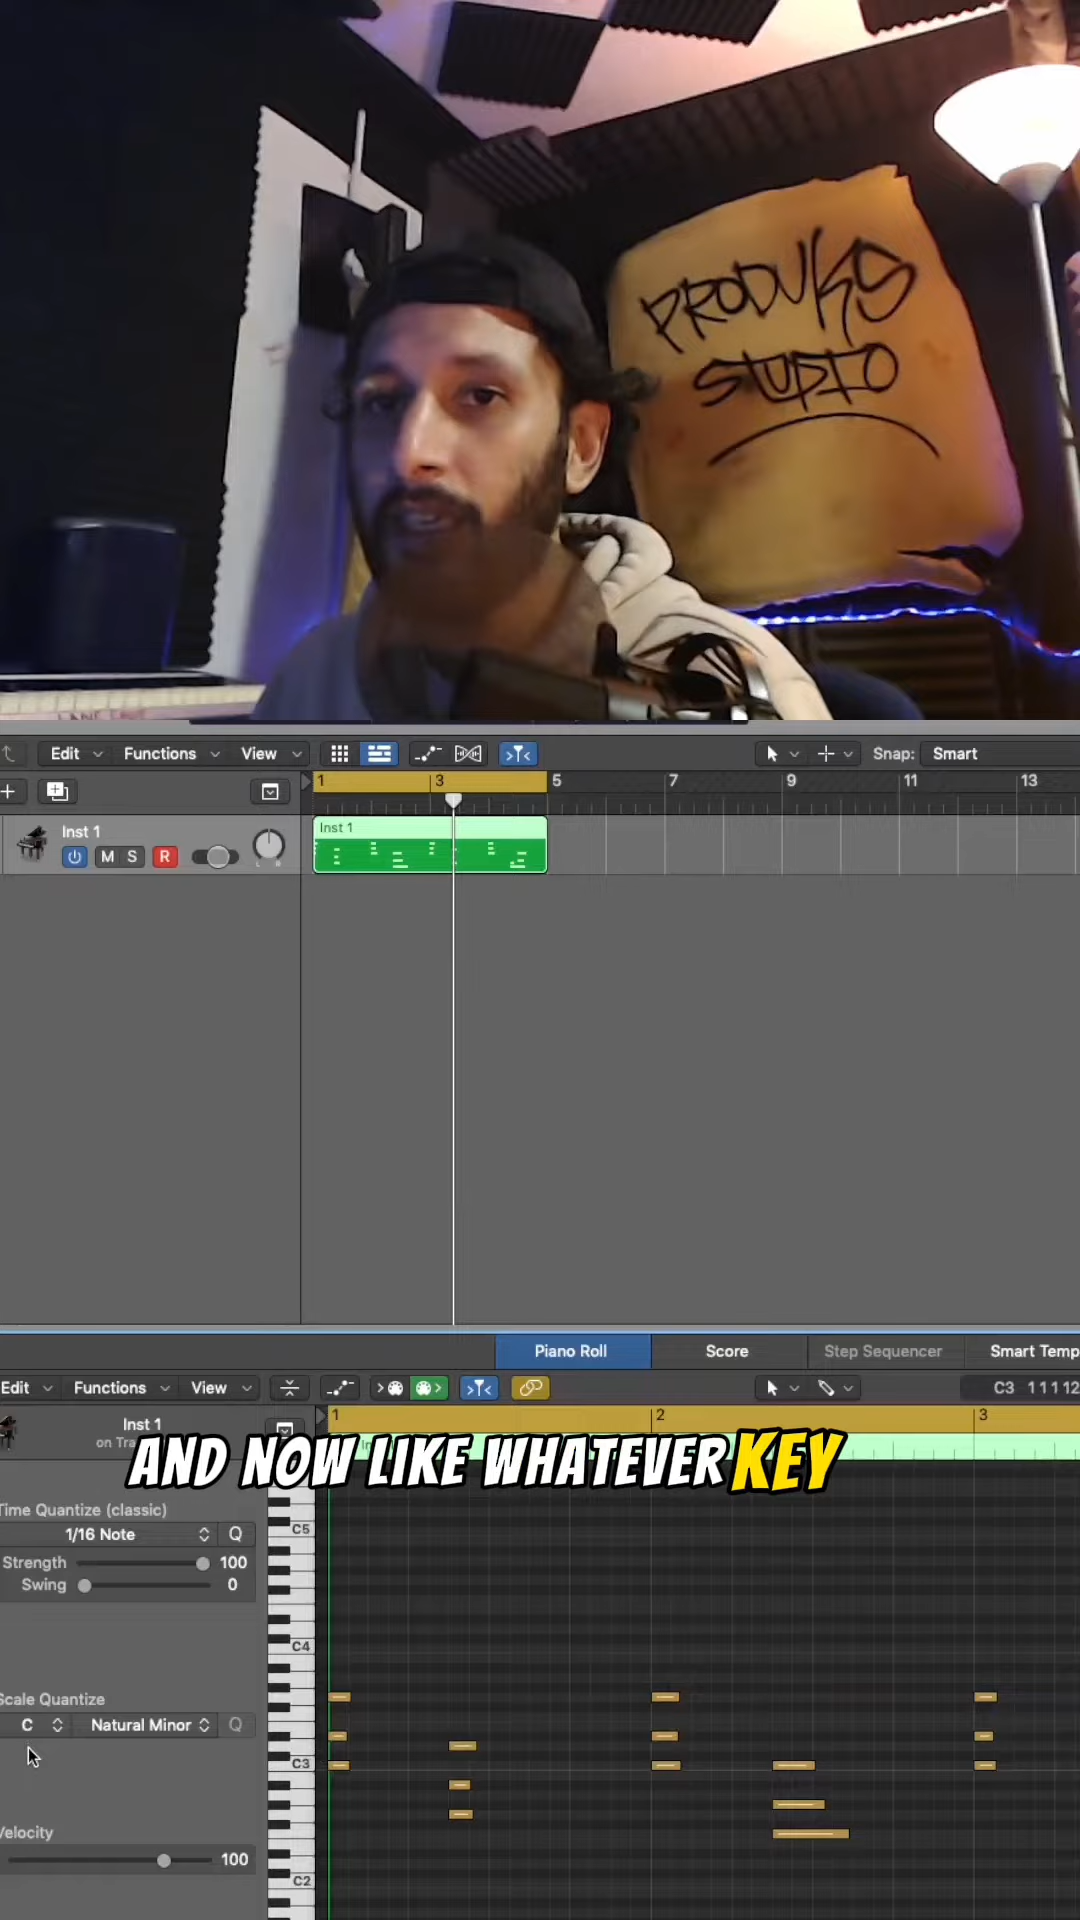 PRODUKS
STUDIO
Edit Functions View Snap: Smart
1 3 5 7 9 11 13
Inst 1
Inst 1
M S R
Piano Roll Score Step Sequencer Smart Temp
Edit Functions View C3 1 1 1 12
Inst 1 1 2 3
on Tra
AND NOW LIKE WHATEVER KEY
Time Quantize (classic)
C5
1/16 Note Q
Strength 100
Swing 0
C4
Scale Quantize
C Natural Minor Q
C3
Velocity
100
C2